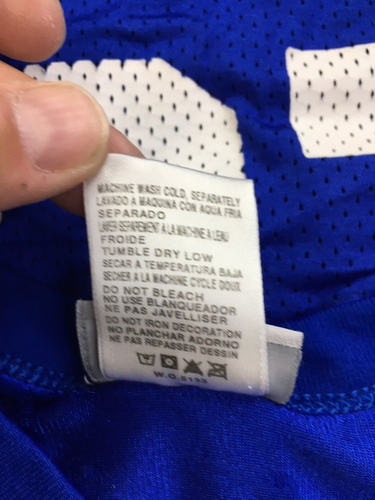 MACHINE WASH COLD, SEPARATELY
LAVADO A MAQUINA CON AQUA FRIA
SEPARADO
LAVER SEPAREMENT A LA MACHINE A LEAU
FROIDE
TUMBLE DRY LOW
SECAR A TEMPERATURA BAJA
SECHER A LA MACHINE CYCLE DOUX
DO NOT BLEACH
NO USE BLANQUEADOR
NE PAS JAVELLISER
DO NOT IRON DECORATION
NO PLANCHAR ADORNO
NE PAS REPASSER DESSIN
W.O.8193